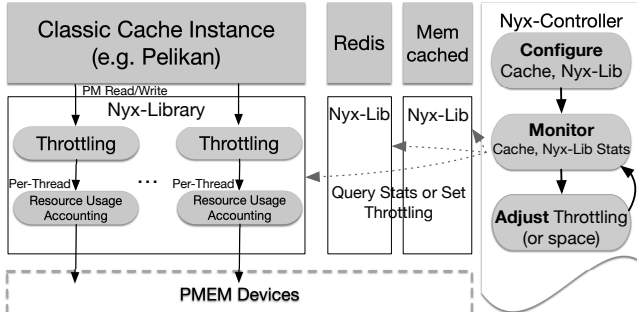 Classic Cache Instance
(e.g. Pelikan)
Redis
Mem
cached
Nyx-Controller
Configure
Cache, Nyx-Lib
PM Read/Write
Nyx-Library
Nyx-Lib
Nyx-Lib
Throttling
Throttling
Monitor
Cache, Nyx-Lib Stats
Per-Thread
...
Per-Thread
Resource Usage
Accounting
Resource Usage
Accounting
Query Stats or Set
Throttling
Adjust Throttling
(or space)
PMEM Devices